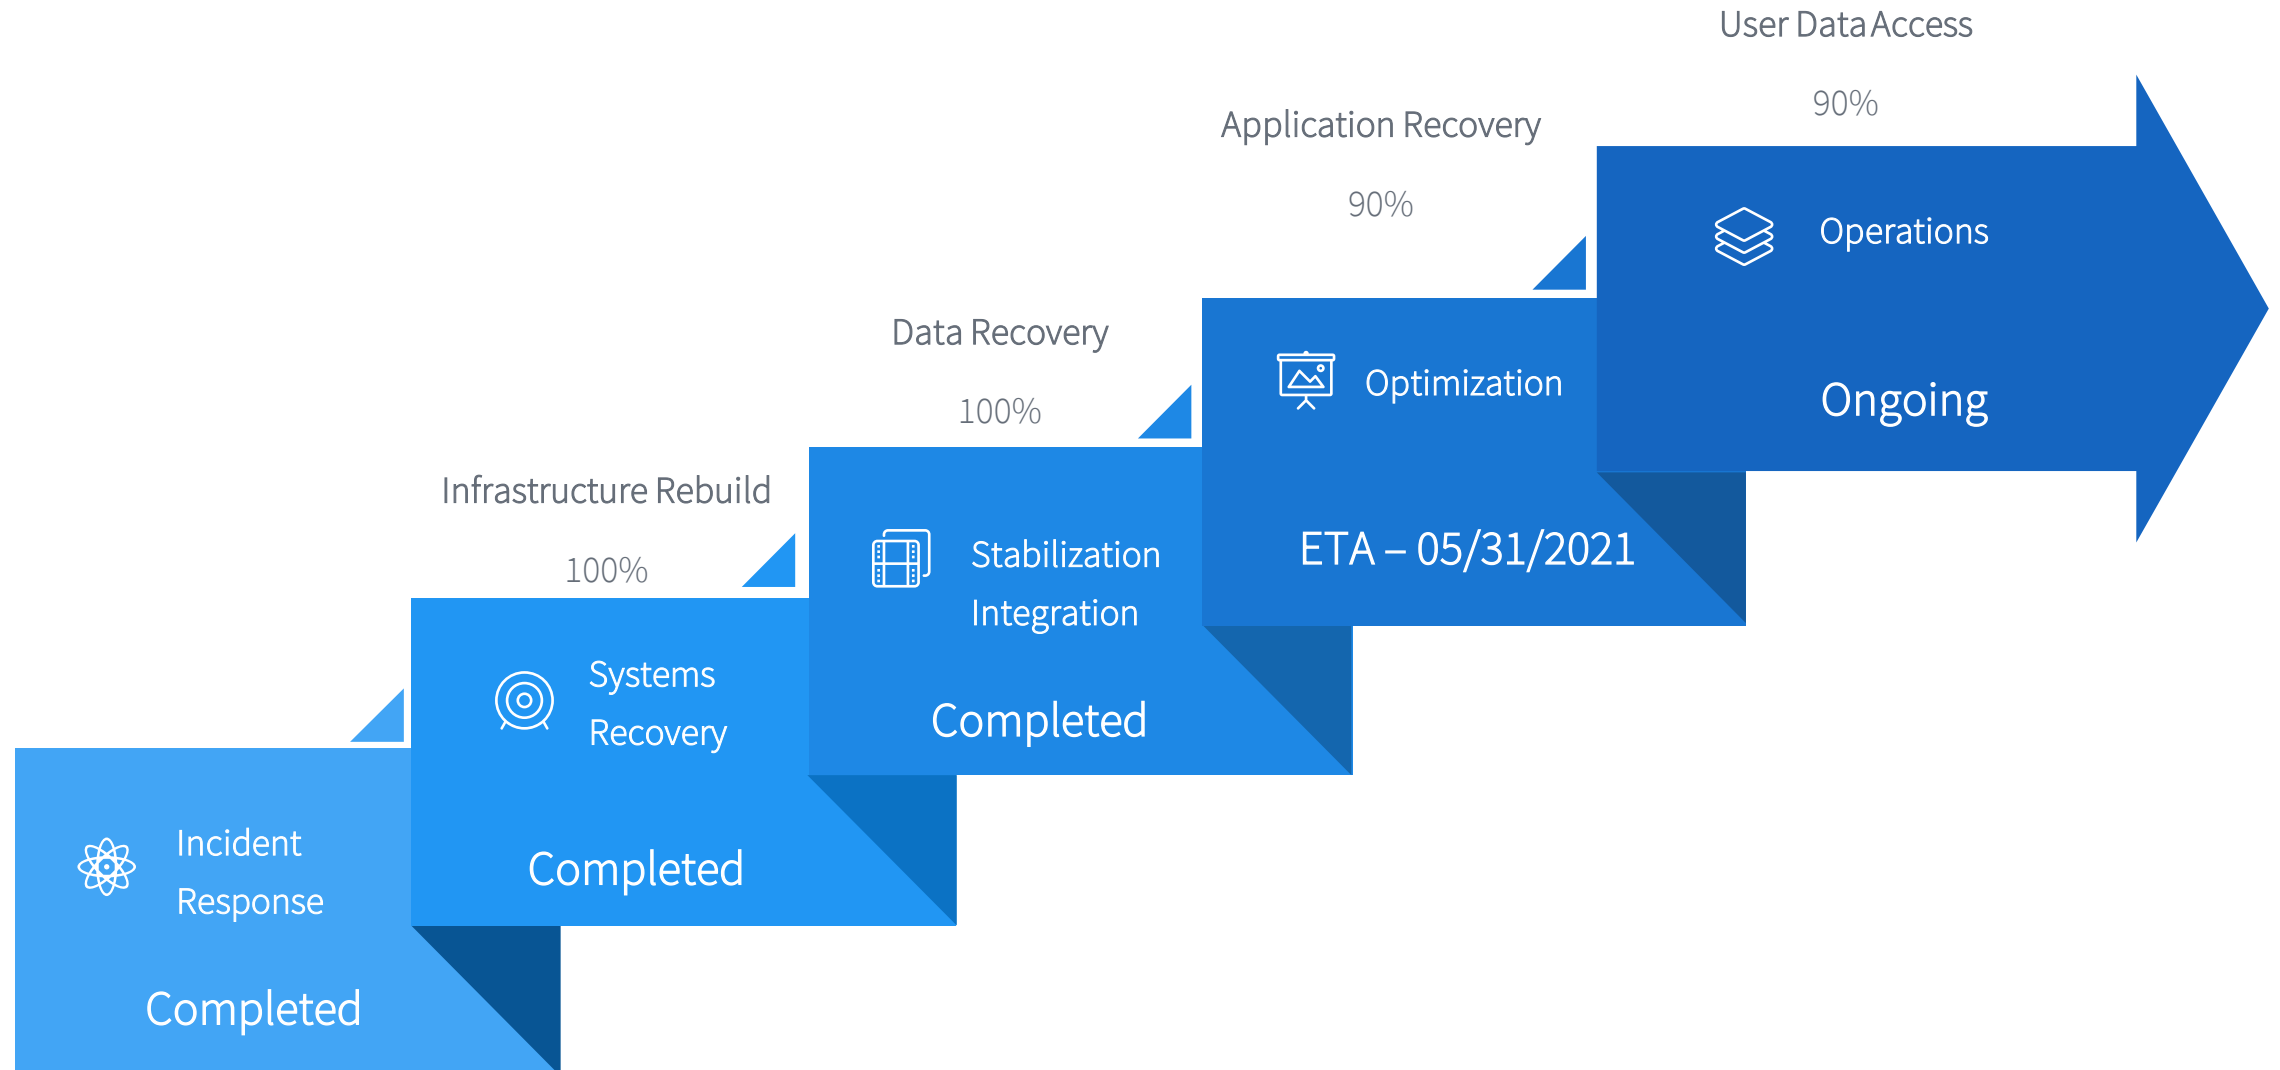 User Data Access
90%
Application Recovery
90%
Operations
Ongoing
Data Recovery
100%
Optimization
ETA – 05/31/2021
Infrastructure Rebuild
100%
Stabilization
Integration
Completed
Systems
Recovery
Completed
Incident
Response
Completed